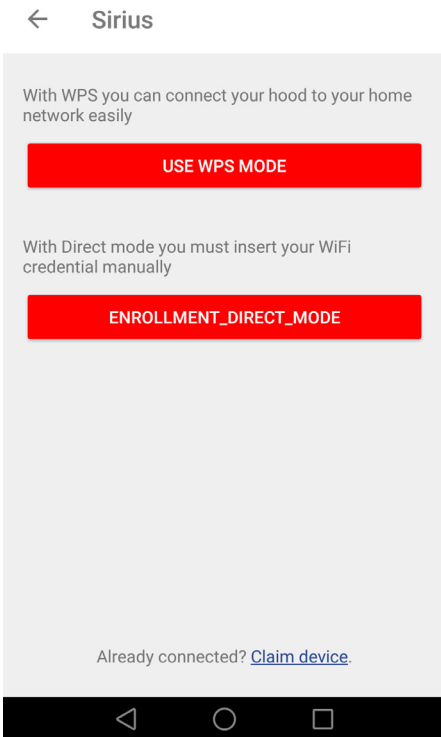 Sirius
With WPS you can connect your hood to your home
network easily
USE WPS MODE
With Direct mode you must insert your WiFi
credential manually
ENROLLMENT_DIRECT_MODE
Already connected? Claim device.